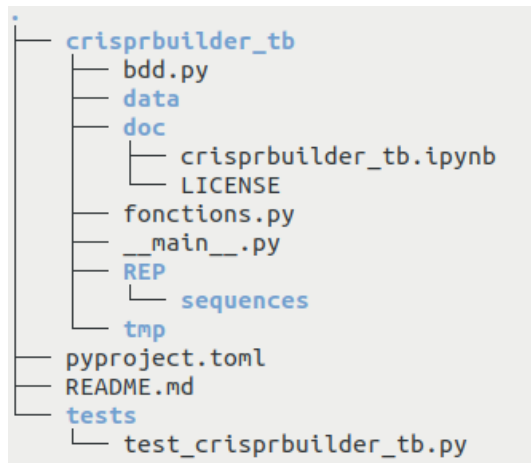 .
crisprbuilder_tb
bdd.py
data
doc
crisprbuilder_tb.ipynb
LICENSE
fonctions.py
__main__.py
REP
sequences
tmp
pyproject.toml
README.md
tests
test_crisprbuilder_tb.py